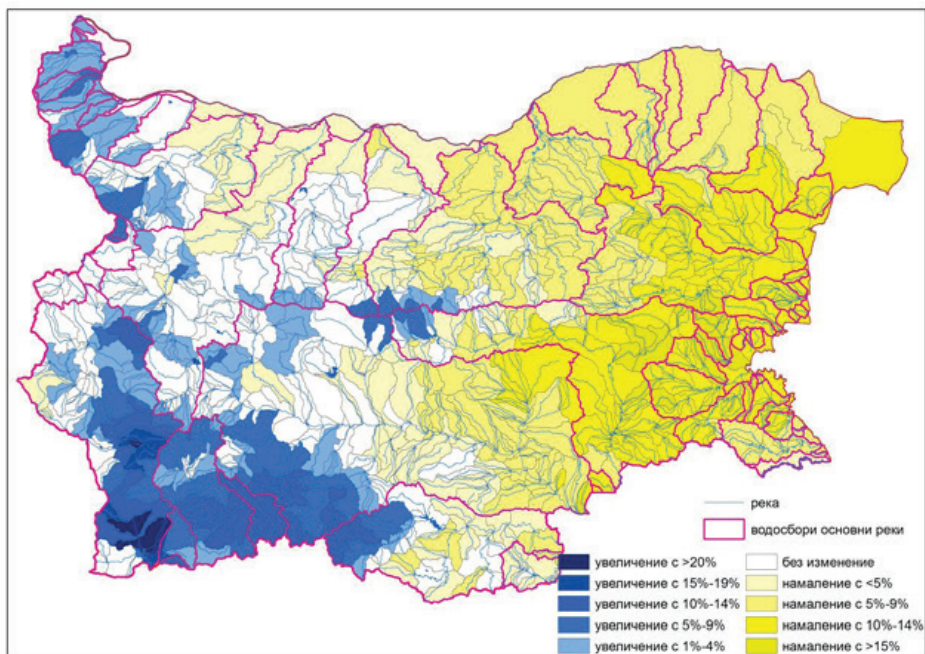 река
водосбори основни реки
увеличение с >20%
увеличение с 15%-19%
увеличение с 10%-14%
увеличение с 5%-9%
увеличение с 1%-4%
без изменение
намаление с <5%
намаление с 5%-9%
намаление с 10%-14%
намаление с >15%